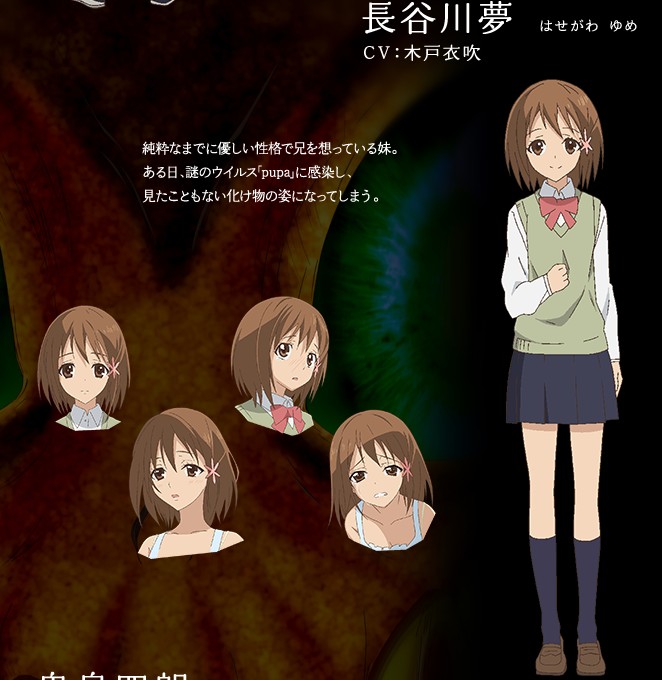 長谷川夢 はせがわ ゆめ
CV:木戸衣吹
純粋なまでに優しい性格で兄を想っている妹。
ある日、謎のウイルス「pupa」に感染し、
見たこともない化け物の姿になってしまう。